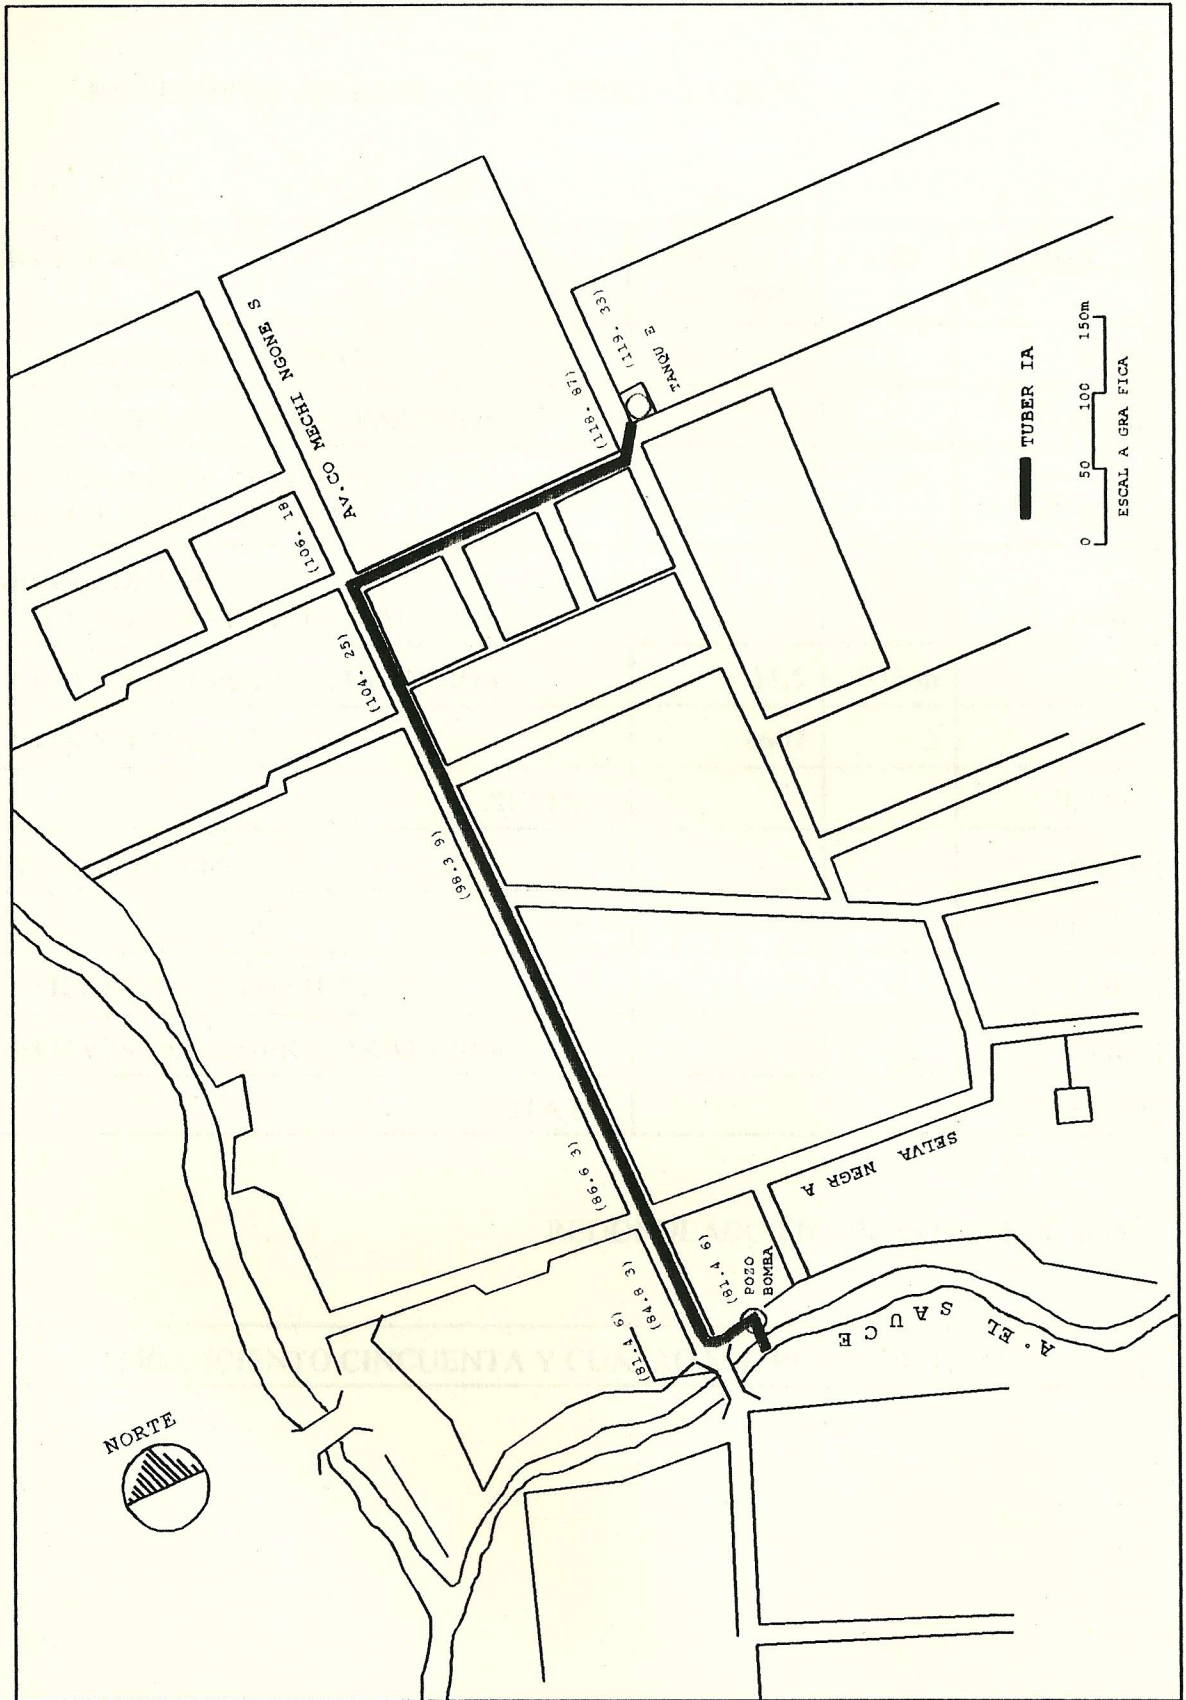 AV.CO MECHI NGONE S
(119. 33)
TANQU E
(118. 87)
(106. 18
(104. 25)
(98.3 9)
(86.6 3)
(84.8 3)
(81.4 6)
(81.4 6)
POZO
BOMBA
SELVA NEGR A
A° EL
SAUCE
NORTE
TUBER IA
0 50 100 150m
ESCAL A GRA FICA